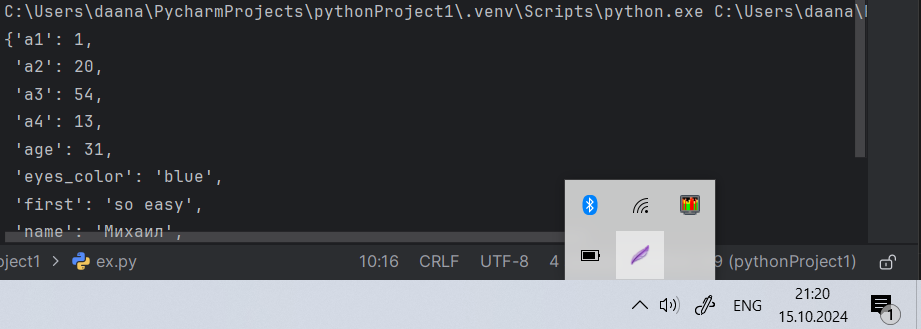 C:\Users\daana\PycharmProjects\pythonProject1\.venv\Scripts\python.exe C:\Users\daana\
{'a1': 1,
'a2': 20,
'a3': 54,
'a4': 13,
'age': 31,
'eyes_color': 'blue',
'first': 'so easy',
'name': 'Михаил',
oject1 > ex.py 10:16 CRLF UTF-8 4 9 (pythonProject1)
ENG 21:20
15.10.2024 1